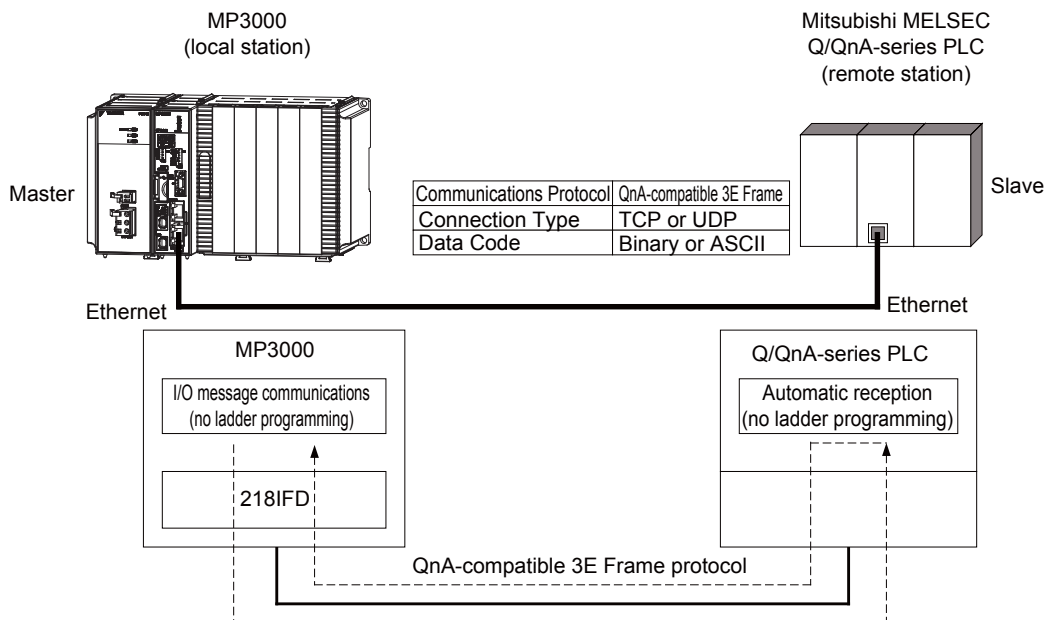 MP3000
(local station)
Mitsubishi MELSEC
Q/QnA-series PLC
(remote station)
Master
Slave
Communications Protocol QnA-compatible 3E Frame
Connection Type TCP or UDP
Data Code Binary or ASCII
Ethernet
Ethernet
MP3000
I/O message communications
(no ladder programming)
218IFD
Q/QnA-series PLC
Automatic reception
(no ladder programming)
QnA-compatible 3E Frame protocol